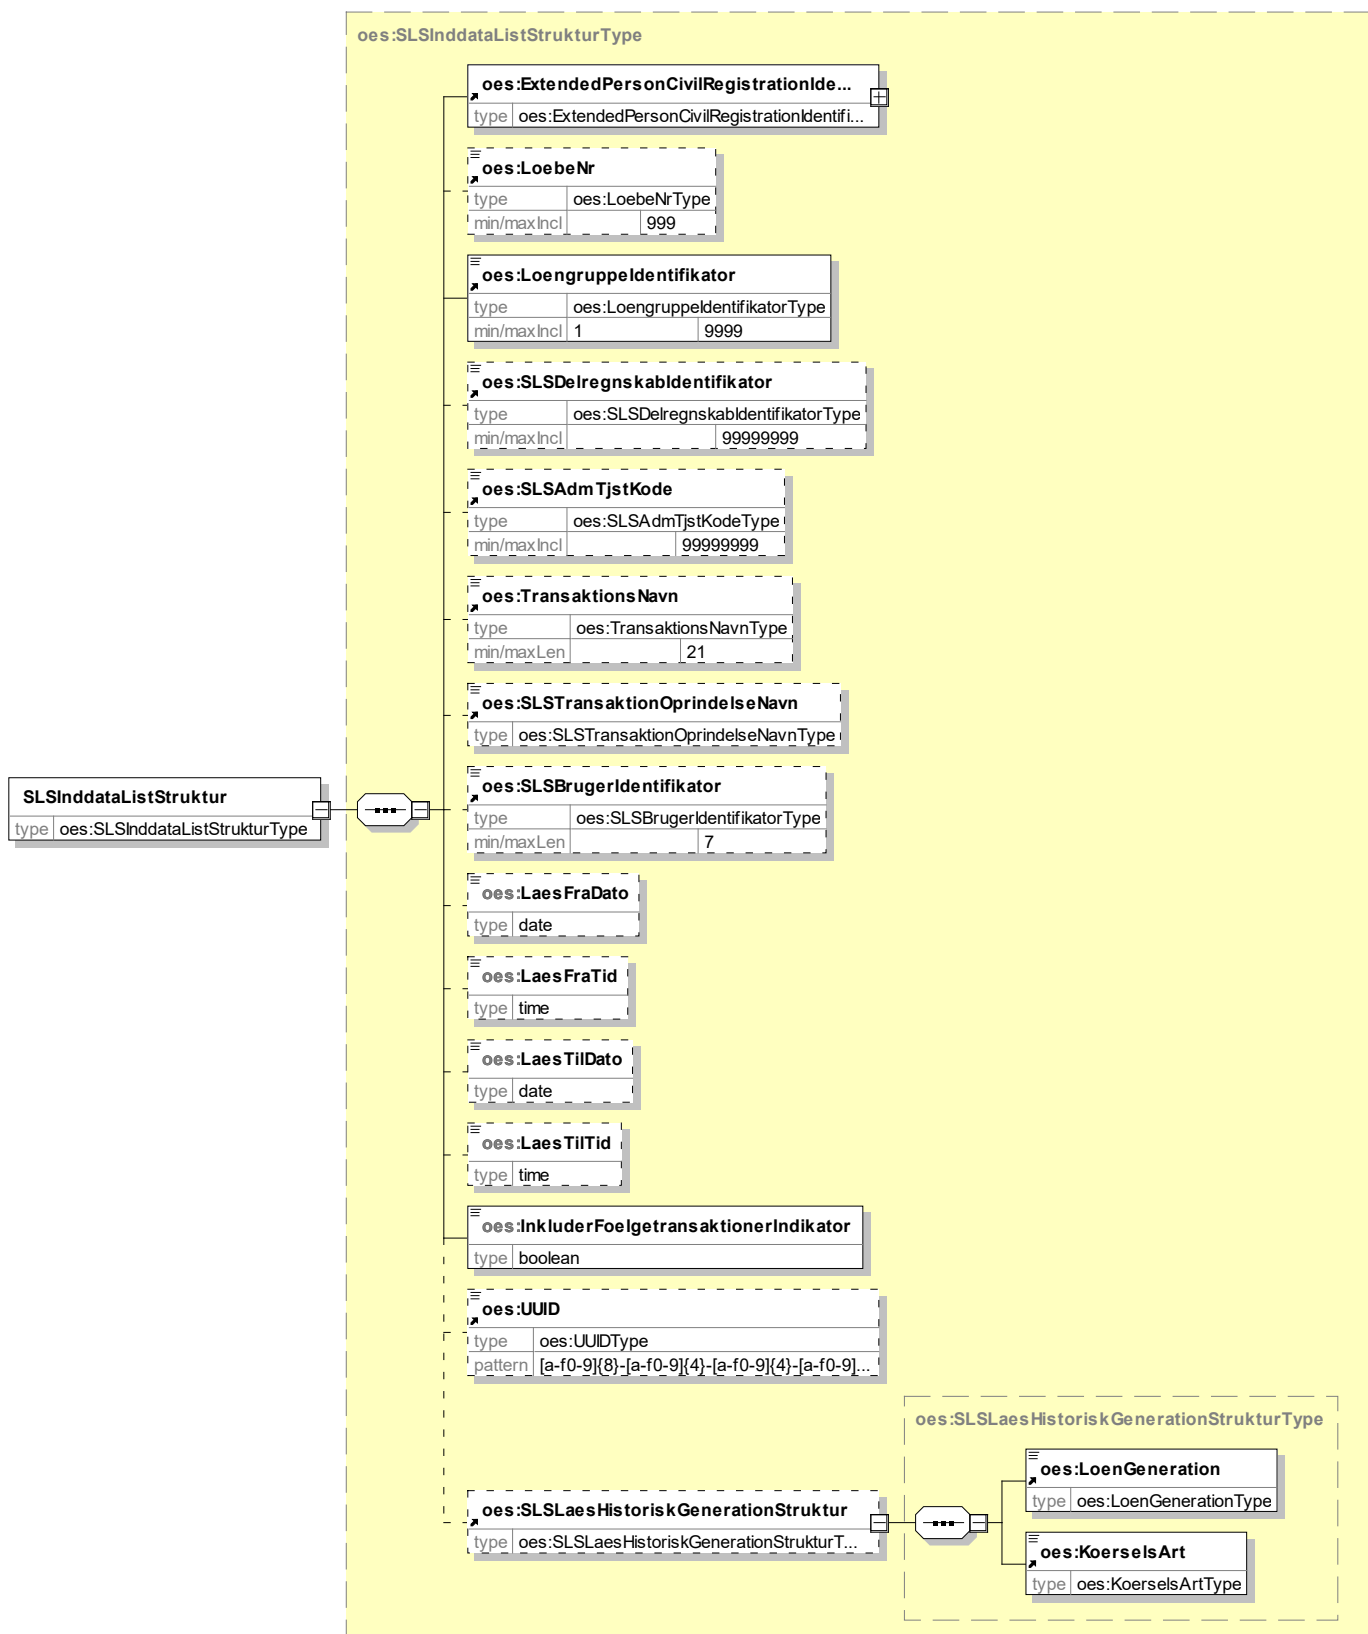 oes:SLSInddataListStrukturType
oes:ExtendedPersonCivilRegistrationIde...
type oes:ExtendedPersonCivilRegistrationIdentifi...
oes:LoebeNr
type oes:LoebeNrType
min/maxIncl 999
oes:LoengruppeIdentifikator
type oes:LoengruppeIdentifikatorType
min/maxIncl 1 9999
oes:SLSDelregnskabIdentifikator
type oes:SLSDelregnskabIdentifikatorType
min/maxIncl 99999999
oes:SLSAdmTjstKode
type oes:SLSAdmTjstKodeType
min/maxIncl 99999999
oes:TransaktionsNavn
type oes:TransaktionsNavnType
min/maxLen 21
oes:SLSTransaktionOprindelseNavn
type oes:SLSTransaktionOprindelseNavnType
SLSInddataListStruktur
type oes:SLSInddataListStrukturType
oes:SLSBrugerIdentifikator
type oes:SLSBrugerIdentifikatorType
min/maxLen 7
oes:LaesFraDato
type date
oes:LaesFraTid
type time
oes:LaesTilDato
type date
oes:LaesTilTid
type time
oes:InkluderFoelgetransaktionerIndikator
type boolean
oes:UUID
type oes:UUIDType
pattern [a-f0-9]{8}-[a-f0-9]{4}-[a-f0-9]{4}-[a-f0-9]...
oes:SLSLaesHistoriskGenerationStruktur
type oes:SLSLaesHistoriskGenerationStrukturT...
oes:SLSLaesHistoriskGenerationStrukturType
oes:LoenGeneration
type oes:LoenGenerationType
oes:KoerselsArt
type oes:KoerselsArtType